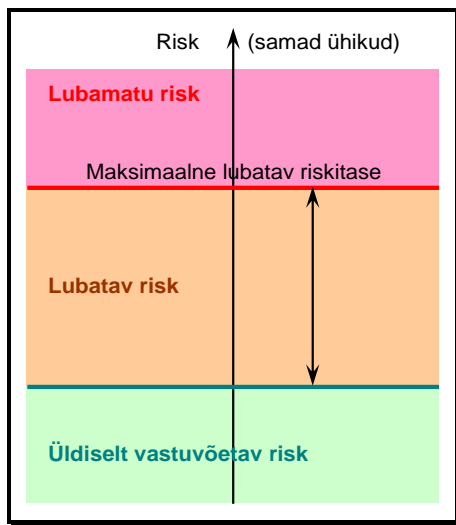 Risk (samad ühikud)
Lubamatu risk
Maksimaalne lubatav riskitase
Lubatav risk
Üldiselt vastuvõetav risk